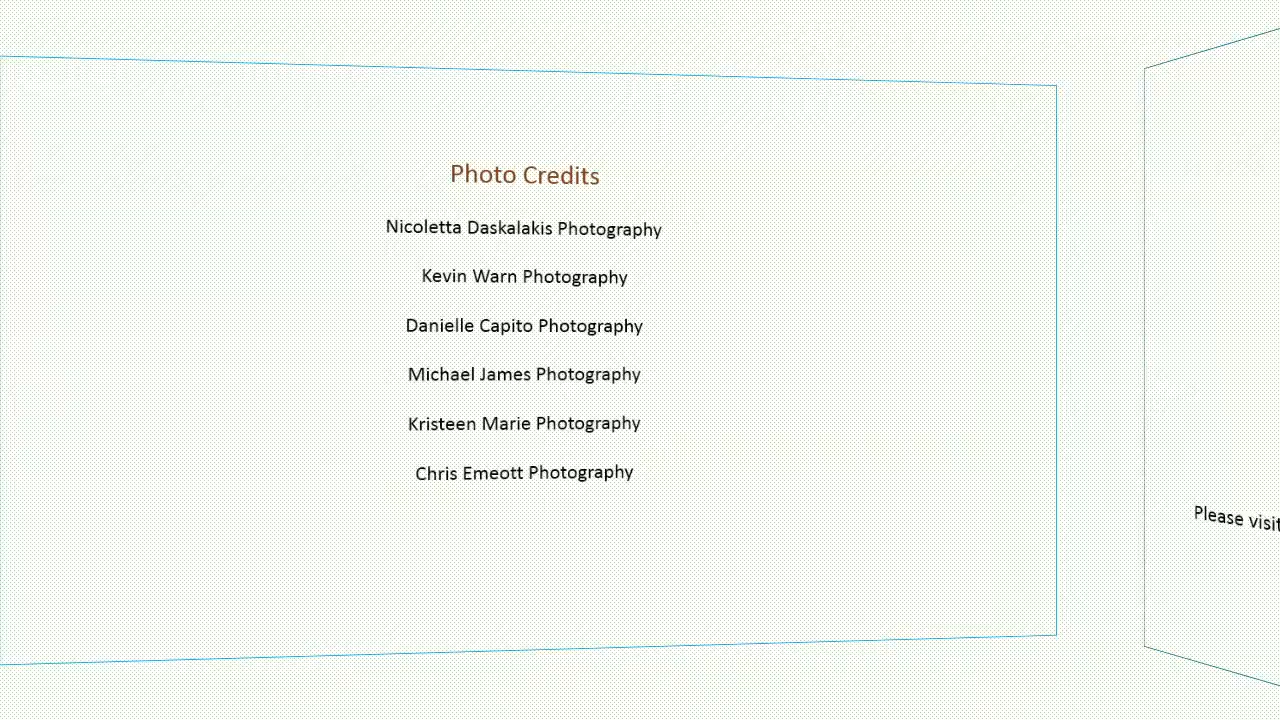 Photo Credits
Nicoletta Daskalakis Photography
Kevin Warn Photography
Danielle Capito Photography
Michael James Photography
Kristeen Marie Photography
Chris Emeott Photography
Please visit